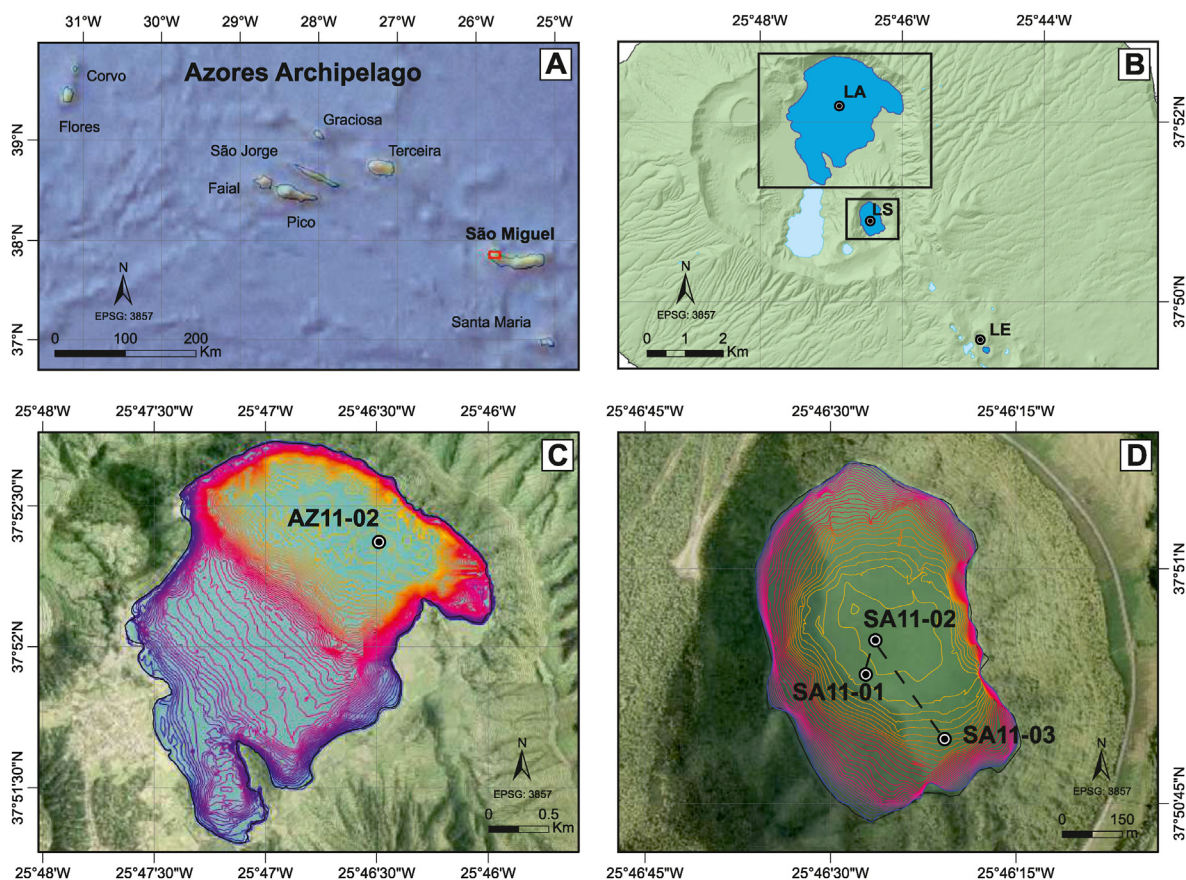 31°W 30°W 29°W 28°W 27°W 26°W 25°W
25°48'W 25°46'W 25°44'W
A
Azores Archipelago
Corvo
Flores
Graciosa
São Jorge
Terceira
Faial
Pico
São Miguel
Santa Maria
39°N
38°N
37°N
N
EPSG: 3857
0 100 200
Km
B
LA
LS
LE
37°52'N
37°50'N
N
EPSG: 3857
0 1 2
Km
25°48'W 25°47'30"W 25°47'W 25°46'30"W 25°46'W
C
AZ11-02
37°52'30"N
37°52'N
37°51'30"N
N
EPSG: 3857
0 0.5
Km
25°48'W 25°47'30"W 25°47'W 25°46'30"W 25°46'W
25°46'45"W 25°46'30"W 25°46'15"W
D
SA11-02
SA11-01
SA11-03
37°51'N
37°50'45"N
N
EPSG: 3857
0 150
m
25°46'45"W 25°46'30"W 25°46'15"W